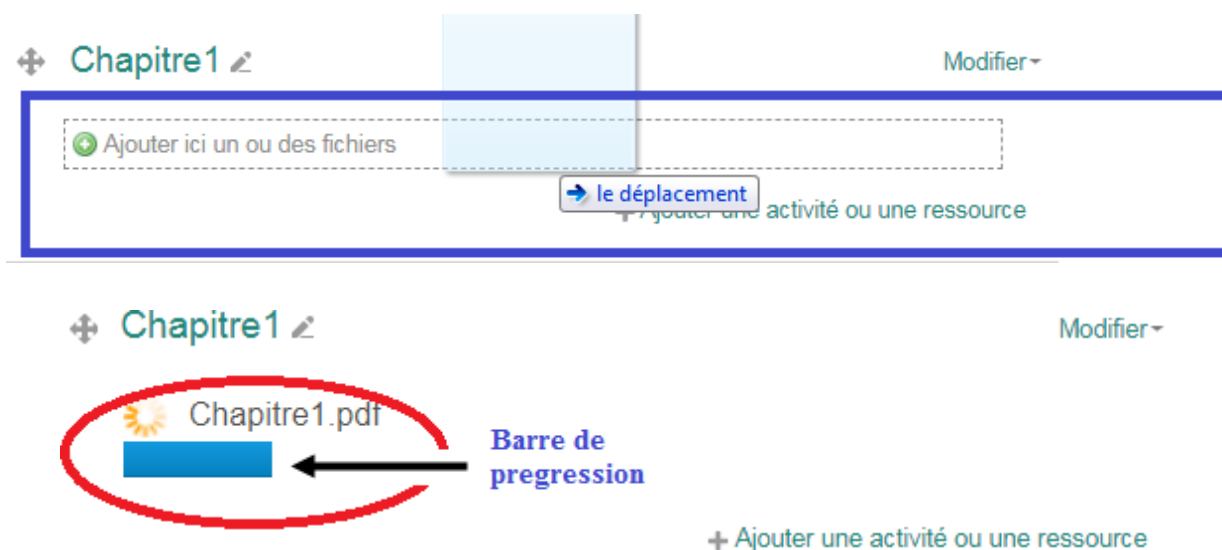 Chapitre1
Modifier
Ajouter ici un ou des fichiers
le déplacement
Ajouter une activité ou une ressource
Chapitre1
Modifier
Chapitre1.pdf
Barre de
pregression
Ajouter une activité ou une ressource